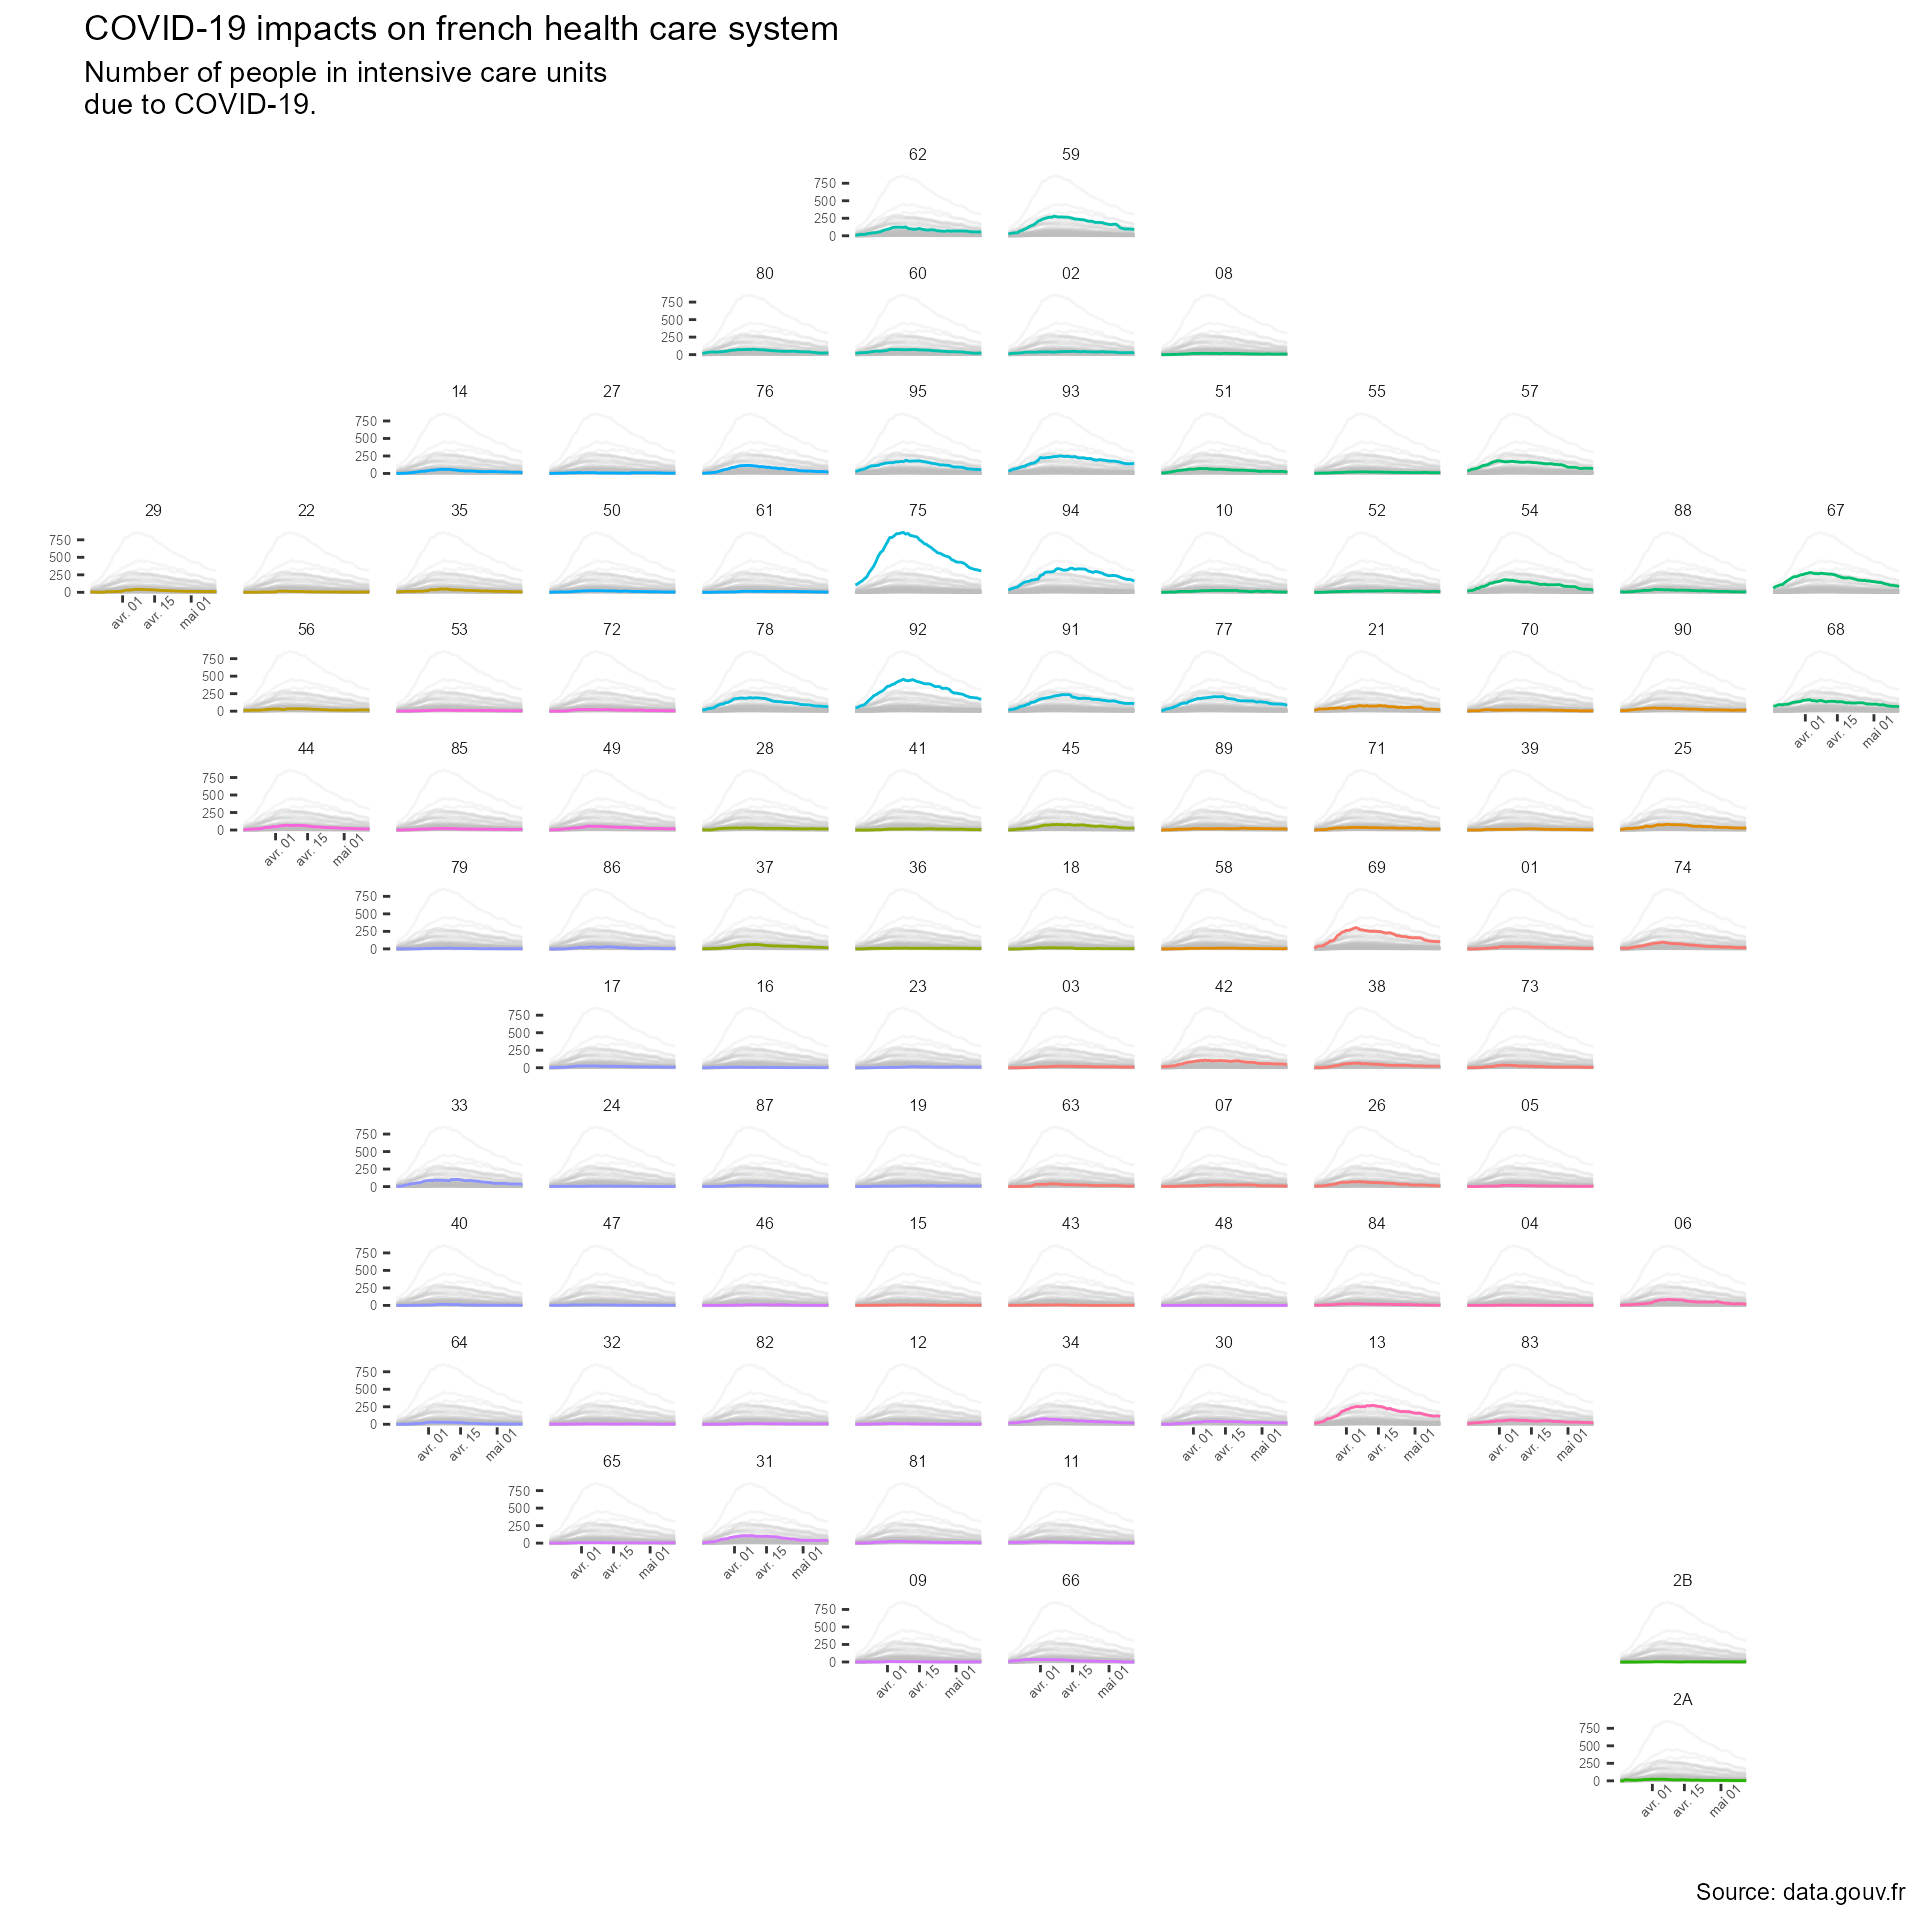 COVID-19 impacts on french health care system
Number of people in intensive care units
due to COVID-19.
62 59
750
500
250
0
80 60 02 08
750
500
250
0
14 27 76 95 93 51 55 57
750
500
250
0
29 22 35 50 61 75 94 10 52 54 88 67
750
500
250
0
avr. 01 avr. 15 mai 01
56 53 72 78 92 91 77 21 70 90 68
750
500
250
0
avr. 01 avr. 15 mai 01
44 85 49 28 41 45 89 71 39 25
750
500
250
0
avr. 01 avr. 15 mai 01
79 86 37 36 18 58 69 01 74
750
500
250
0
17 16 23 03 42 38 73
750
500
250
0
33 24 87 19 63 07 26 05
750
500
250
0
40 47 46 15 43 48 84 04 06
750
500
250
0
64 32 82 12 34 30 13 83
750
500
250
0
avr. 01 avr. 15 mai 01 avr. 01 avr. 15 mai 01 avr. 01 avr. 15 mai 01 avr. 01 avr. 15 mai 01
65 31 81 11
750
500
250
0
avr. 01 avr. 15 mai 01 avr. 01 avr. 15 mai 01
09 66 2B
750
500
250
0
avr. 01 avr. 15 mai 01 avr. 01 avr. 15 mai 01
2A
750
500
250
0
avr. 01 avr. 15 mai 01
Source: data.gouv.fr